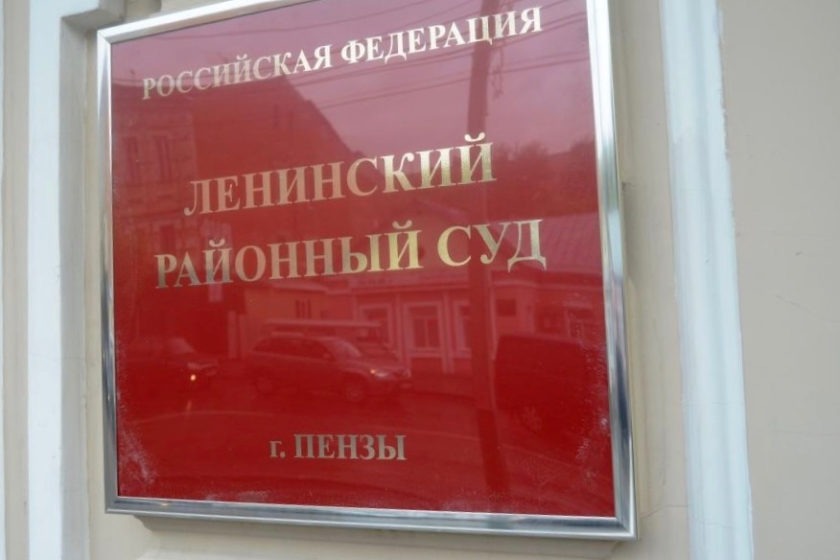 РОССИЙСКАЯ ФЕДЕРАЦИЯ
ЛЕНИНСКИЙ
РАЙОННЫЙ СУД
г. ПЕНЗЫ